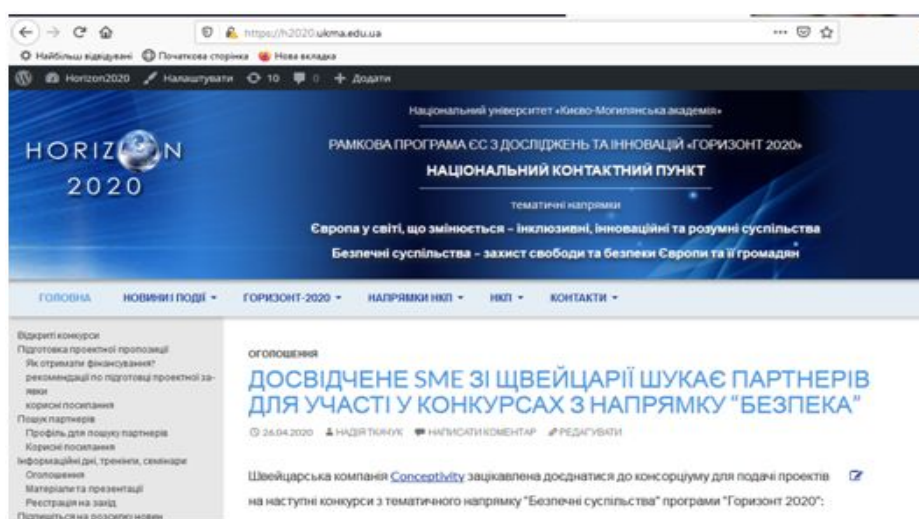 https://h2020.ukma.edu.ua
Найбільш відвідувані Початкова сторінка Нова вкладка
Horizon2020 Налаштувати 10 0 Додати
HORIZON
2020
Національний університет «Києво-Могилянська академія»
РАМКОВА ПРОГРАМА ЄС З ДОСЛІДЖЕНЬ ТА ІННОВАЦІЙ «ГОРИЗОНТ 2020»
НАЦІОНАЛЬНИЙ КОНТАКТНИЙ ПУНКТ
тематичні напрямки
Європа у світі, що змінюється – інклюзивні, інноваційні та розумні суспільства
Безпечні суспільства – захист свободи та безпеки Європи та її громадян
ГОЛОВНА НОВИНИ І ПОДІЇ ГОРИЗОНТ-2020 НАПРЯМКИ НКП НКП КОНТАКТИ
Відкриті конкурси
Підготовка проектної пропозиції
Як отримати фінансування?
рекомендації по підготовці проектної за-
явки
корисні посилання
Пошук партнерів
Профіль для пошуку партнерів
Корисні посилання
Інформаційні дні, тренінги, семінари
Оголошення
Матеріали та презентації
Реєстрація на захід
Підпишіться на розсилку новин
ОГОЛОШЕННЯ
ДОСВІДЧЕНЕ SME ЗІ ЩВЕЙЦАРІЇ ШУКАЄ ПАРТНЕРІВ
ДЛЯ УЧАСТІ У КОНКУРСАХ З НАПРЯМКУ “БЕЗПЕКА”
26.04.2020 НАДІЯ ТКАЧУК НАПИСАТИ КОМЕНТАР РЕДАГУВАТИ
Швейцарська компанія Conceptivity зацікавлена доєднатися до консорціуму для подачі проектів
на наступні конкурси з тематичного напрямку “Безпечні суспільства” програми “Горизонт 2020”: